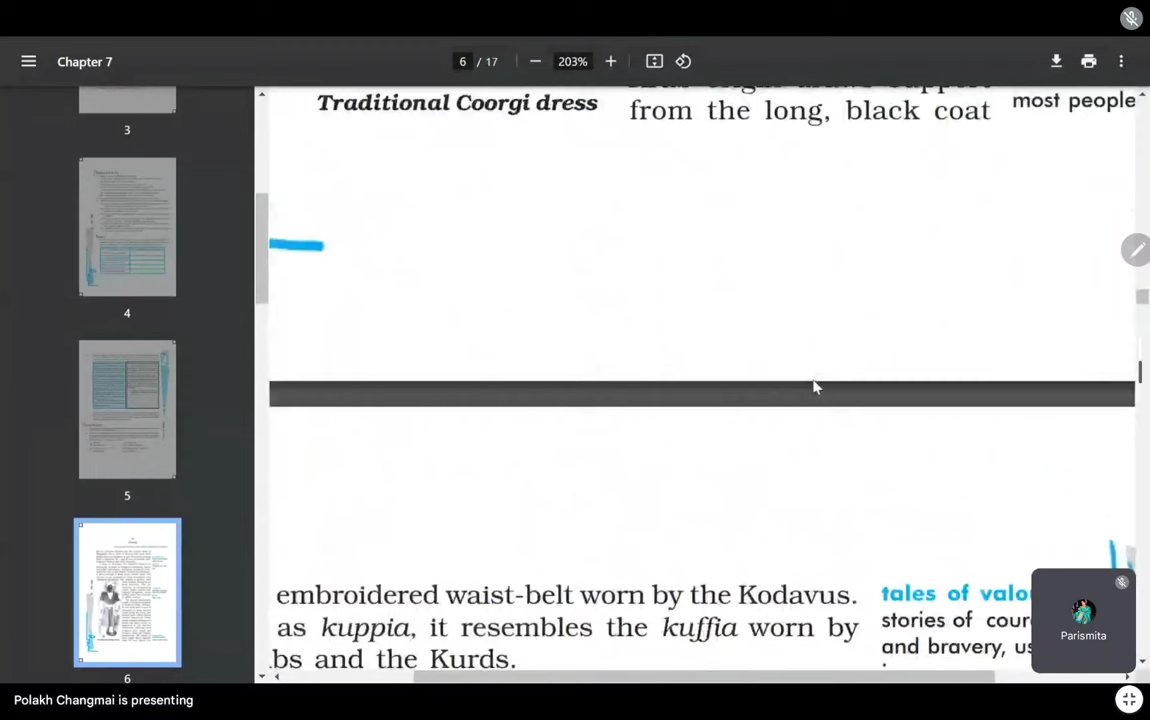 Chapter 7
6 / 17
203%
3
4
5
6
Traditional Coorgi dress
from the long, black coat
most people
embroidered waist-belt worn by the Kodavus.
as kuppia, it resembles the kuffia worn by
bs and the Kurds.
tales of valo
stories of cour
and bravery, us
Parismita
Polakh Changmai is presenting